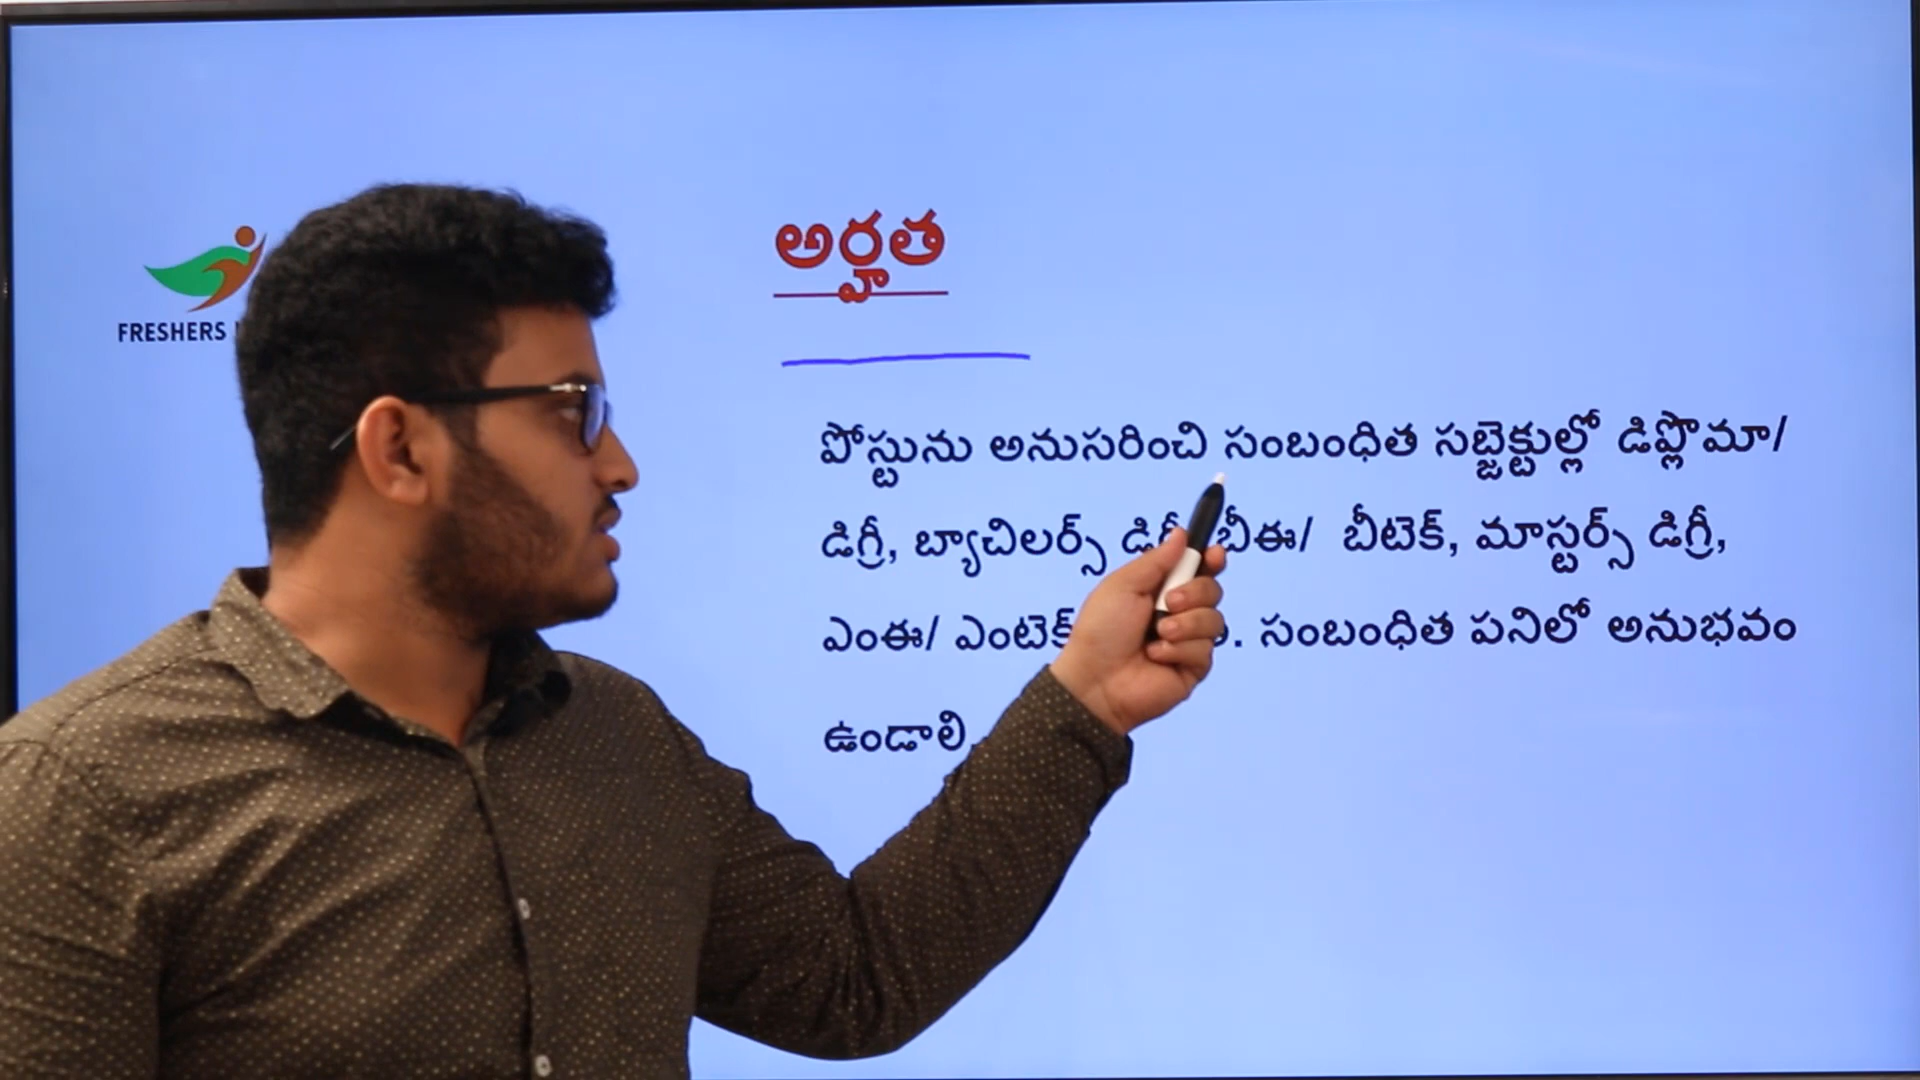 FRESHERS
అర్హత
పోస్టును అనుసరించి సంబంధిత సబ్జెక్టుల్లో డిప్లొమా/
డిగ్రీ, బ్యాచిలర్స్ డిగ్రీ బీఈ/ బీటెక్, మాస్టర్స్ డిగ్రీ,
ఎంఈ/ ఎంటెక్ సంబంధిత పనిలో అనుభవం
ఉండాలి.